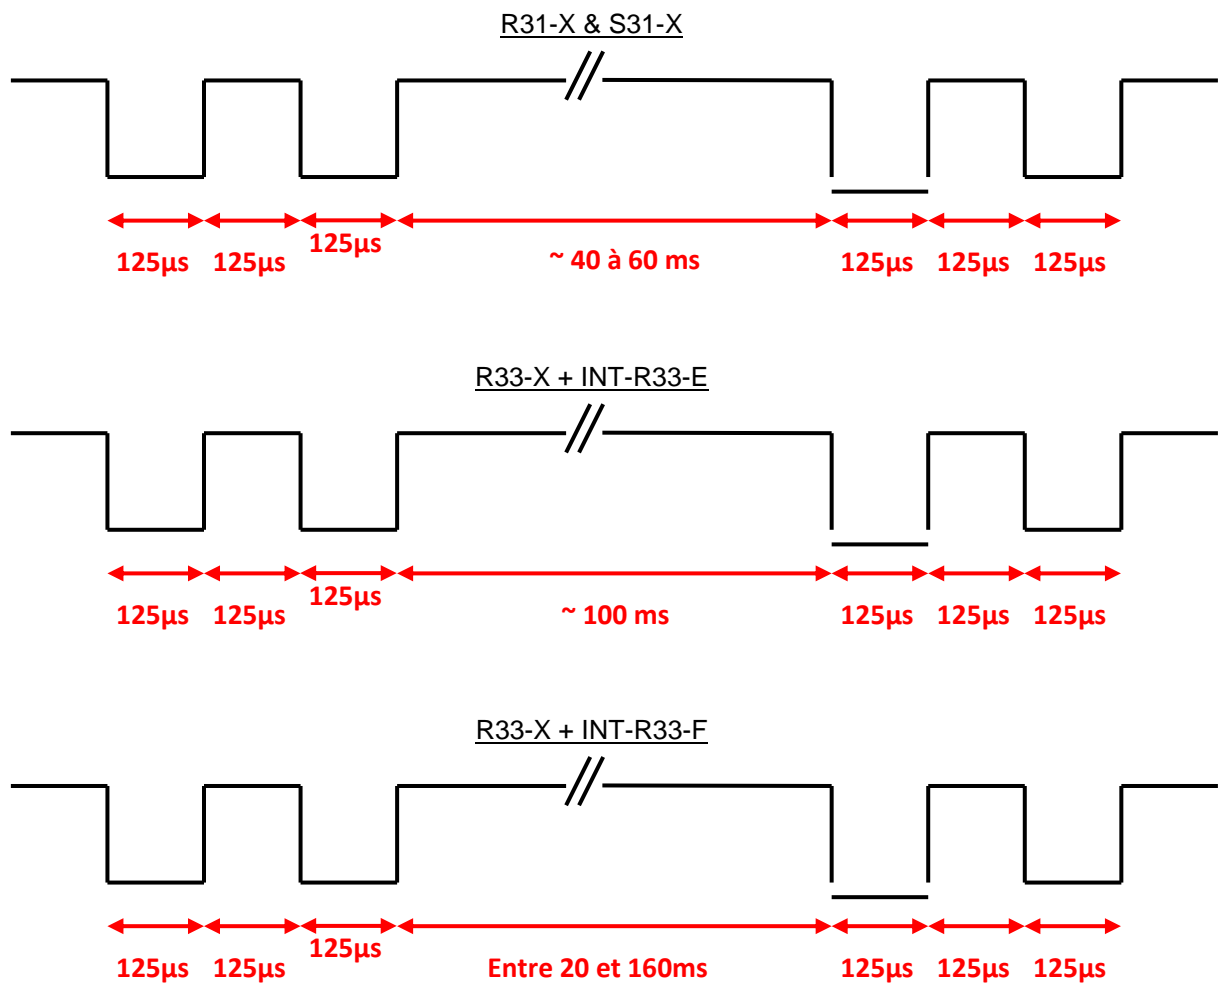 R31-X & S31-X
125µs 125µs 125µs ~ 40 à 60 ms 125µs 125µs 125µs
R33-X + INT-R33-E
125µs 125µs 125µs ~ 100 ms 125µs 125µs 125µs
R33-X + INT-R33-F
125µs 125µs 125µs Entre 20 et 160ms 125µs 125µs 125µs